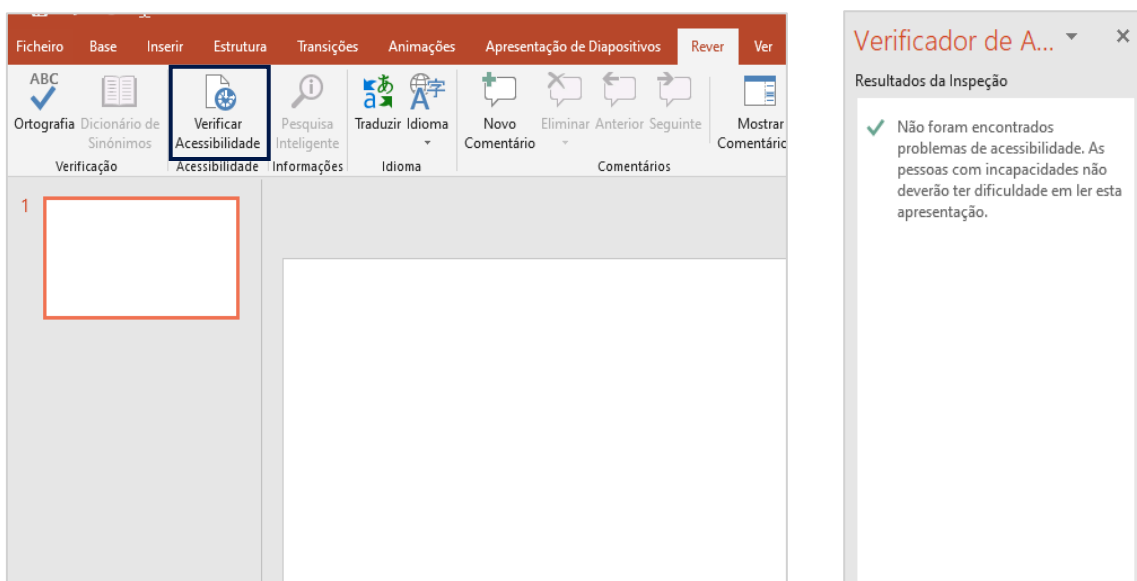 Ficheiro Base Inserir Estrutura Transições Animações Apresentação de Diapositivos Rever Ver
ABC
Ortografia Dicionário de Sinónimos
Verificar Acessibilidade
Pesquisa Inteligente
Traduzir Idioma
Novo Comentário
Eliminar Anterior Seguinte
Mostrar
Verificação Acessibilidade Informações Idioma Comentários
1
Verificador de A...
Resultados da Inspeção
Não foram encontrados
problemas de acessibilidade. As
pessoas com incapacidades não
deverão ter dificuldade em ler esta
apresentação.